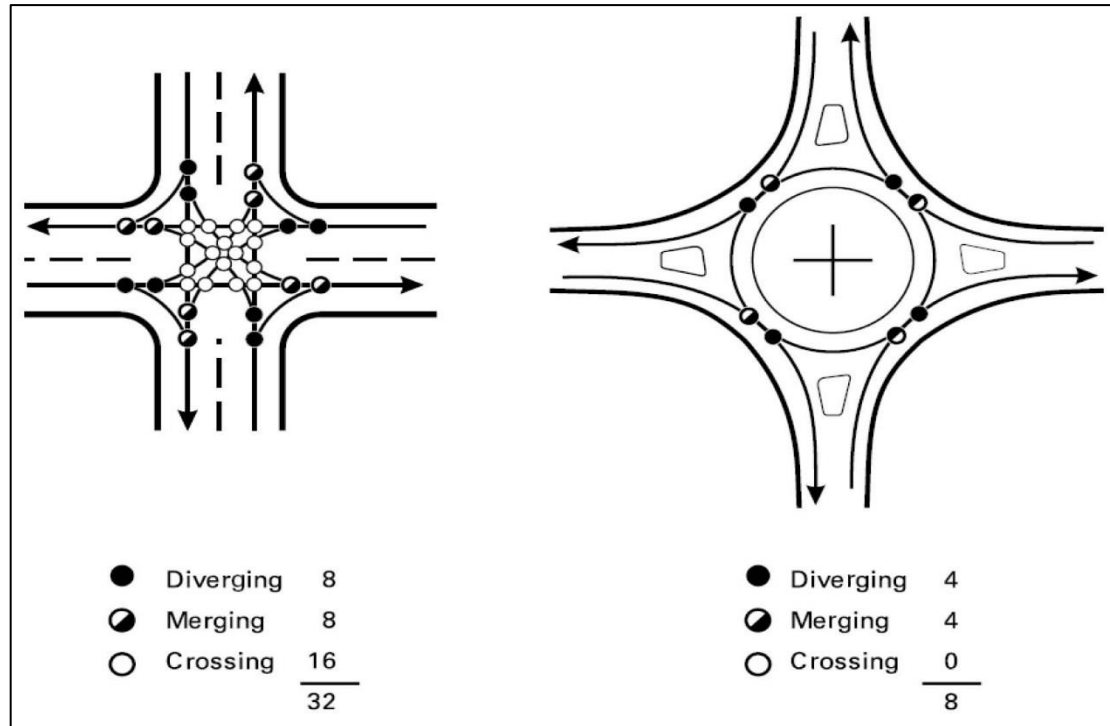 Diverging 8
Merging 8
Crossing 16
32
Diverging 4
Merging 4
Crossing 0
8